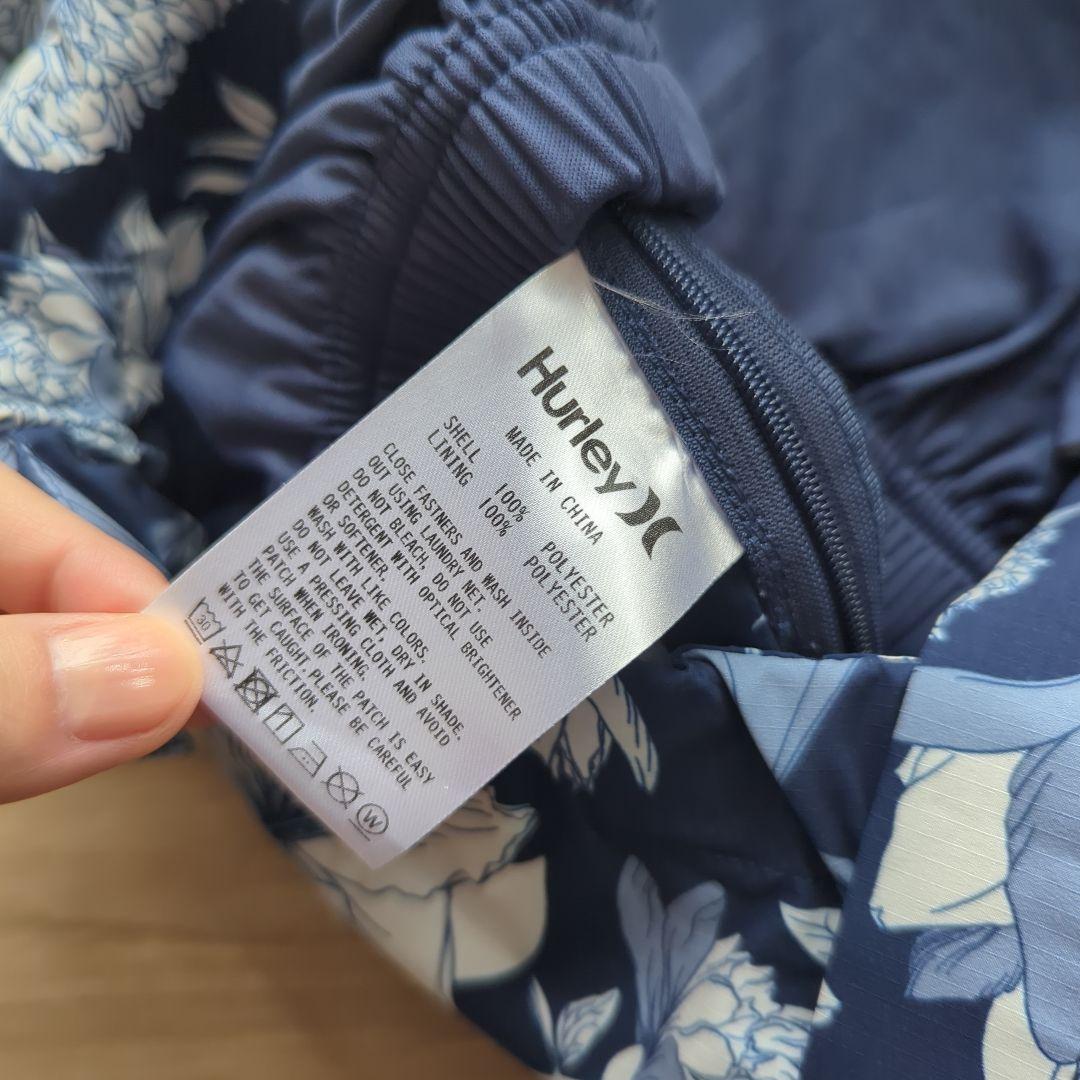 Hurley
MADE IN CHINA
SHELL 100% POLYESTER
LINING 100% POLYESTER
CLOSE FASTNERS AND WASH INSIDE
OUT USING LAUNDRY NET.
DO NOT BLEACH, DO NOT USE
DETERGENT WITH OPTICAL BRIGHTENER
OR SOFTENER.
WASH WITH LIKE COLORS.
DO NOT LEAVE WET, DRY IN SHADE.
USE A PRESSING CLOTH AND AVOID
PATCH WHEN IRONING.
THE SURFACE OF THE PATCH IS EASY
TO GET CAUGHT.PLEASE BE CAREFUL
WITH THE FRICTION.
30
W